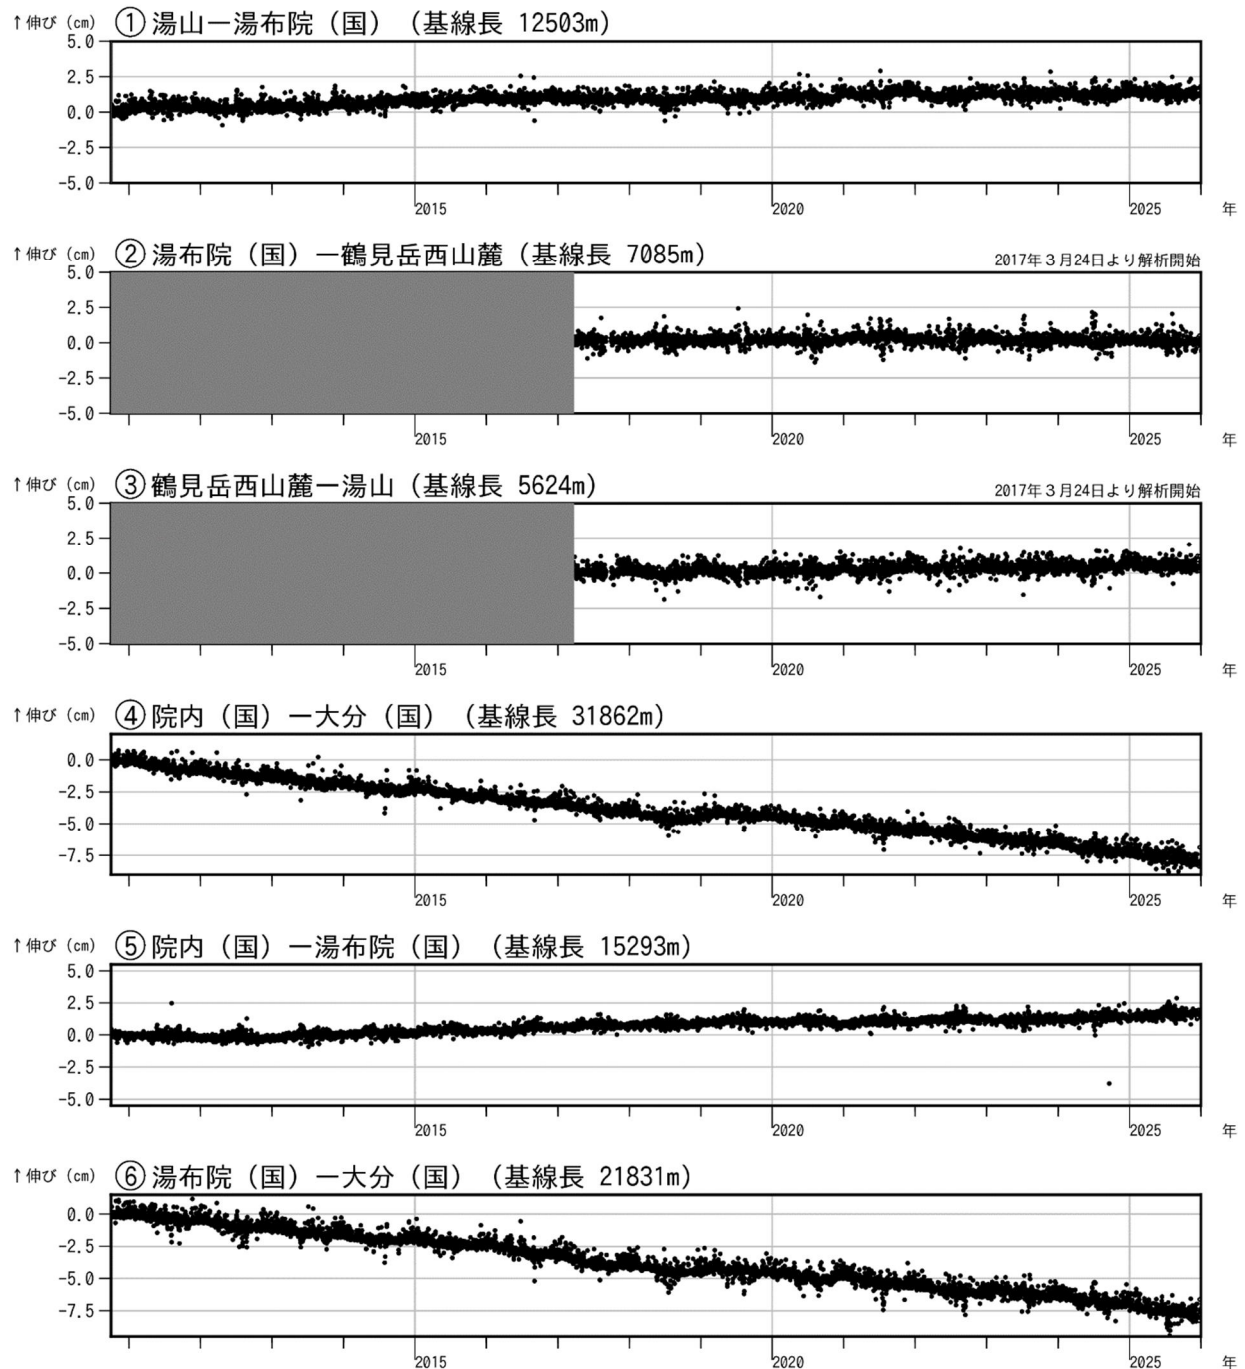 ↑伸び (cm) ①湯山ー湯布院(国) (基線長 12503m)
5.0
2.5
0.0
-2.5
-5.0
2015 2020 2025 年
↑伸び (cm) ②湯布院(国)ー鶴見岳西山麓(基線長 7085m) 2017年3月24日より解析開始
5.0
2.5
0.0
-2.5
-5.0
2015 2020 2025 年
↑伸び (cm) ③鶴見岳西山麓ー湯山(基線長 5624m) 2017年3月24日より解析開始
5.0
2.5
0.0
-2.5
-5.0
2015 2020 2025 年
↑伸び (cm) ④院内(国)ー大分(国) (基線長 31862m)
0.0
-2.5
-5.0
-7.5
2015 2020 2025 年
↑伸び (cm) ⑤院内(国)ー湯布院(国) (基線長 15293m)
5.0
2.5
0.0
-2.5
-5.0
2015 2020 2025 年
↑伸び (cm) ⑥湯布院(国)ー大分(国) (基線長 21831m)
0.0
-2.5
-5.0
-7.5
2015 2020 2025 年